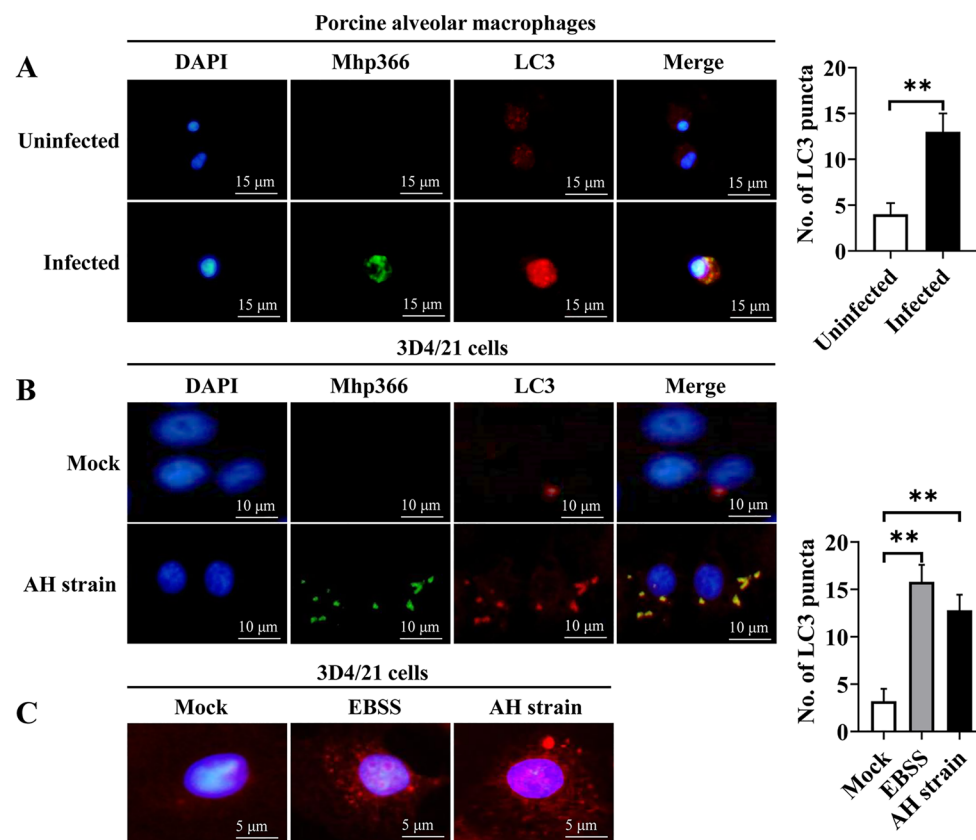 Porcine alveolar macrophages
A
DAPI Mhp366 LC3 Merge
Uninfected
15 μm 15 μm 15 μm 15 μm
Infected
15 μm 15 μm 15 μm 15 μm
**
No. of LC3 puncta
20
15
10
5
0
Uninfected
Infected
3D4/21 cells
B
DAPI Mhp366 LC3 Merge
Mock
10 μm 10 μm 10 μm 10 μm
AH strain
10 μm 10 μm 10 μm 10 μm
3D4/21 cells
C
Mock EBSS AH strain
5 μm 5 μm 5 μm
**
**
No. of LC3 puncta
20
15
10
5
0
Mock
EBSS
AH strain